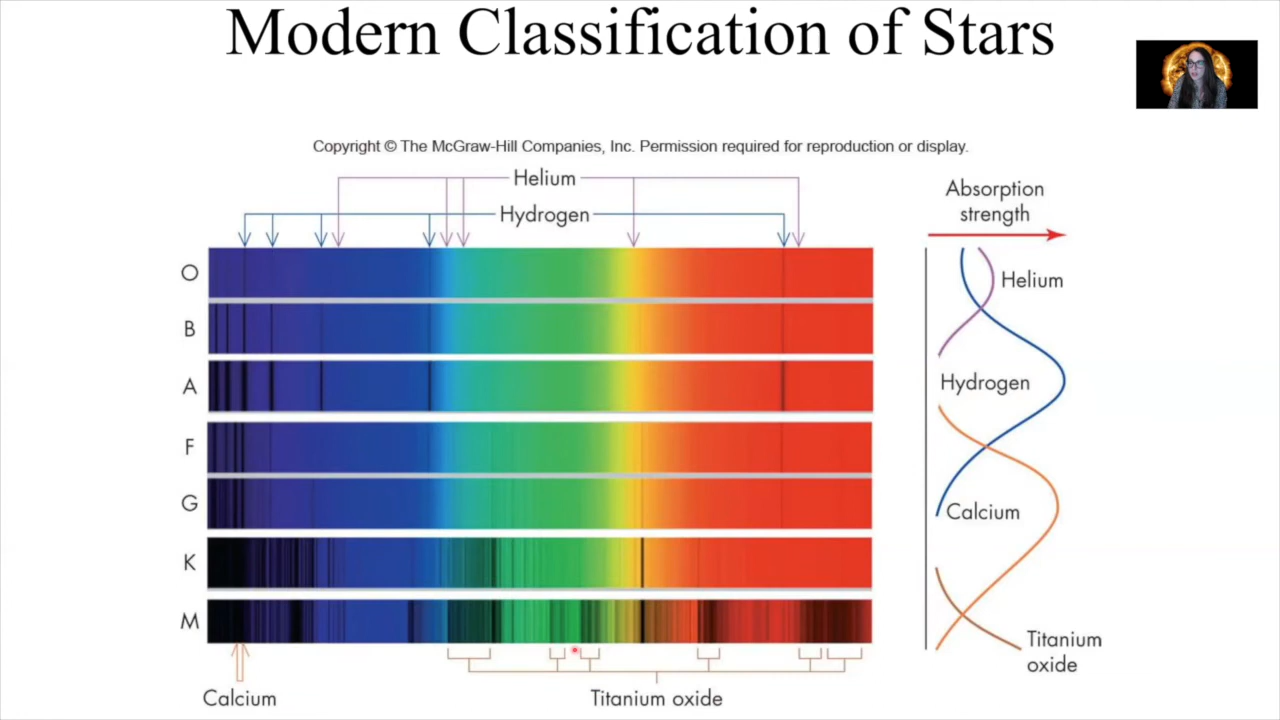 Modern Classification of Stars
Copyright © The McGraw-Hill Companies, Inc. Permission required for reproduction or display.
Helium
Hydrogen
O
B
A
F
G
K
M
Calcium
Titanium oxide
Absorption
strength
Helium
Hydrogen
Calcium
Titanium
oxide